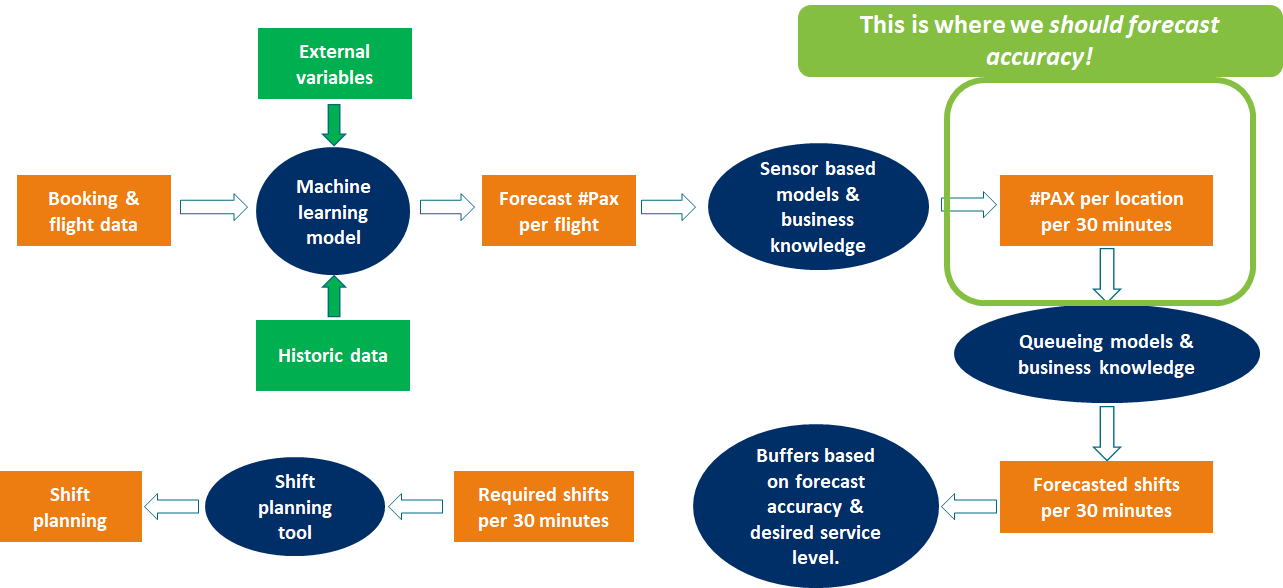 This is where we should forecast
accuracy!
External
variables
Booking &
flight data
Machine
learning
model
Forecast #Pax
per flight
Sensor based
models &
business
knowledge
#PAX per location
per 30 minutes
Historic data
Queueing models &
business knowledge
Shift
planning
Shift
planning
tool
Required shifts
per 30 minutes
Buffers based
on forecast
accuracy &
desired service
level.
Forecasted shifts
per 30 minutes